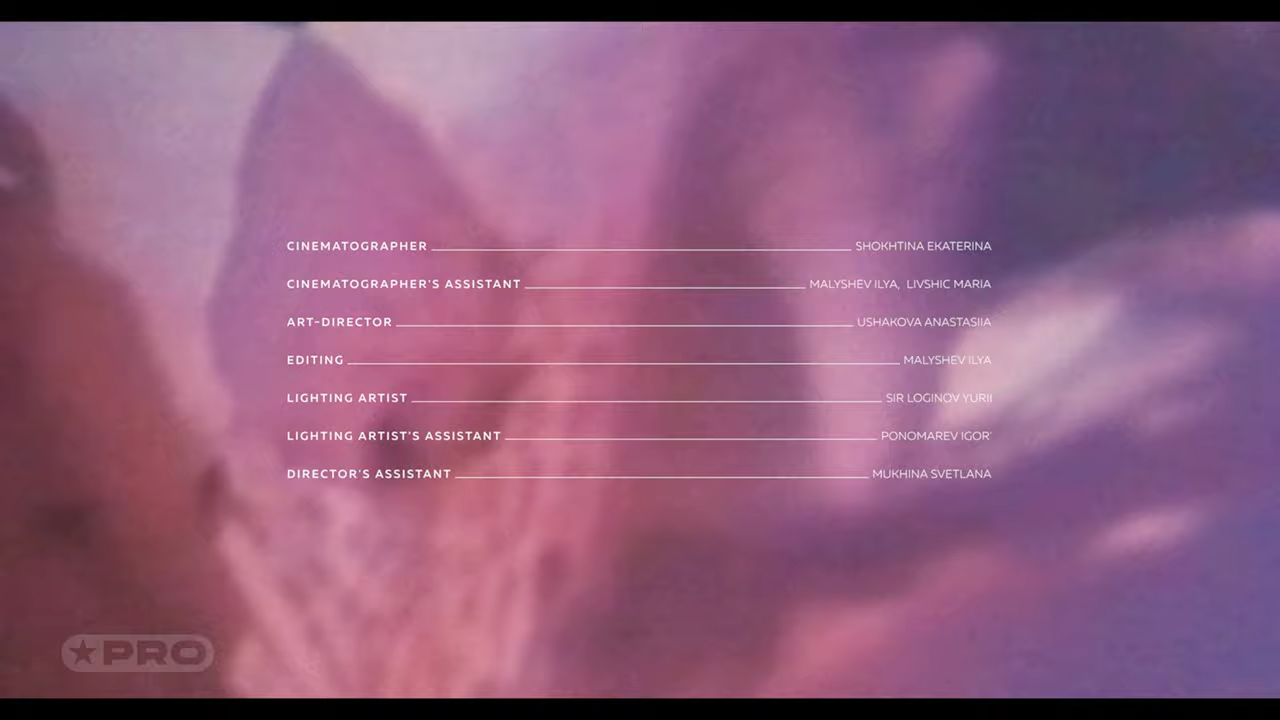 CINEMATOGRAPHER SHOKHTINA EKATERINA
CINEMATOGRAPHER'S ASSISTANT MALYSHEV ILYA, LIVSHIC MARIA
ART-DIRECTOR USHAKOVA ANASTASIIA
EDITING MALYSHEV ILYA
LIGHTING ARTIST SIR LOGINOV YURII
LIGHTING ARTIST'S ASSISTANT PONOMAREV IGOR'
DIRECTOR'S ASSISTANT MUKHINA SVETLANA
★PRO